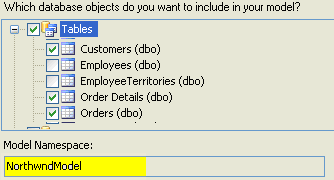 Which database objects do you want to include in your model?
Tables
Customers (dbo)
Employees (dbo)
EmployeeTerritories (dbo)
Order Details (dbo)
Orders (dbo)
Model Namespace:
NorthwndModel